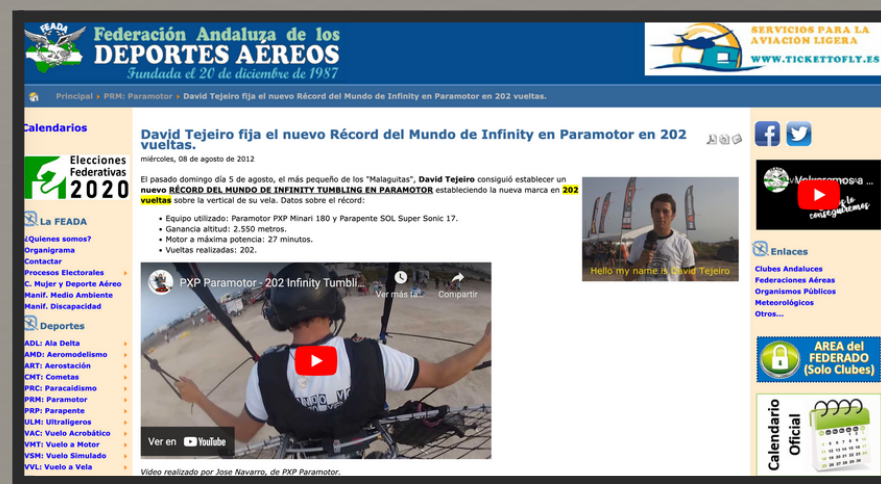 FEADA
Federación Andaluza de los
DEPORTES AÉREOS
Fundada el 20 de diciembre de 1987
SERVICIOS PARA LA
AVIACION LIGERA
WWW.TICKETTOFLY.ES
Principal PRM: Paramotor David Tejeiro fija el nuevo Récord del Mundo de Infinity en Paramotor en 202 vueltas.
Calendarios
Elecciones
Federativas
2020
La FEADA
¿Quienes somos?
Organigrama
Contactar
Procesos Electorales
C. Mujer y Deporte Aéreo
Manif. Medio Ambiente
Manif. Discapacidad
Deportes
ADL: Ala Delta
AMD: Aeromodelismo
ART: Aerostación
CMT: Cometas
PRC: Paracaidismo
PRM: Paramotor
PRP: Parapente
ULM: Ultraligeros
VAC: Vuelo Acrobático
VMT: Vuelo a Motor
VSM: Vuelo Simulado
VVL: Vuelo a Vela
David Tejeiro fija el nuevo Récord del Mundo de Infinity en Paramotor en 202
vueltas.
miércoles, 08 de agosto de 2012
El pasado domingo día 5 de agosto, el más pequeño de los "Malaguitas", David Tejeiro consiguió establecer un
nuevo RÉCORD DEL MUNDO DE INFINITY TUMBLING EN PARAMOTOR estableciendo la nueva marca en 202
vueltas sobre la vertical de su vela. Datos sobre el récord:
• Equipo utilizado: Paramotor PXP Minari 180 y Parapente SOL Super Sonic 17.
• Ganancia altitud: 2.550 metros.
• Motor a máxima potencia: 27 minutos.
• Vueltas realizadas: 202.
Hello my name is David Tejeiro
PXP Paramotor - 202 Infinity Tumbli...
Ver más ta...
Compartir
Ver en YouTube
Video realizado por Jose Navarro, de PXP Paramotor.
Volveremos a ...
conseguiremos
Enlaces
Clubes Andaluces
Federaciones Aéreas
Organismos Públicos
Meteorológicos
Otros...
AREA del
FEDERADO
(Solo Clubes)
Calendario
Oficial